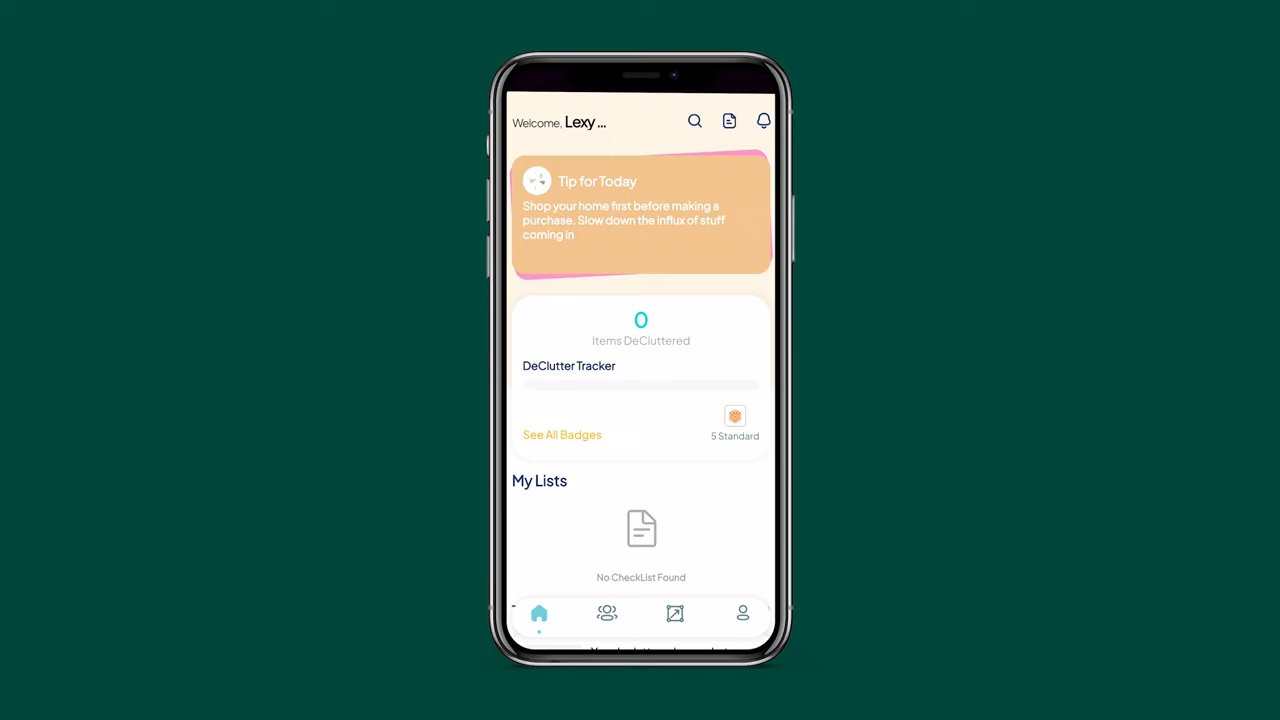 Welcome, Lexy ...
Tip for Today
Shop your home first before making a
purchase. Slow down the influx of stuff
coming in
0
Items DeCluttered
DeClutter Tracker
See All Badges
5 Standard
My Lists
No CheckList Found